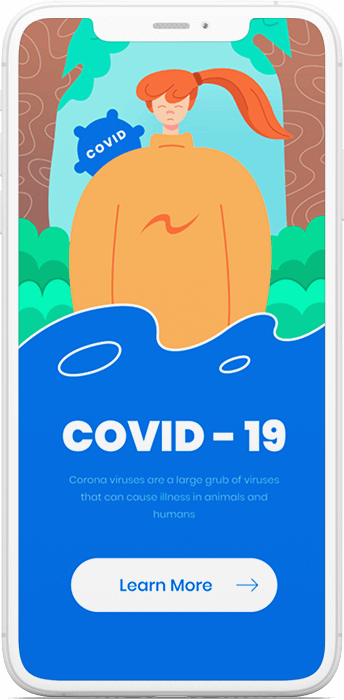 COVID
COVID - 19
Corona viruses are a large grub of viruses
that can cause illness in animals and
humans
Learn More